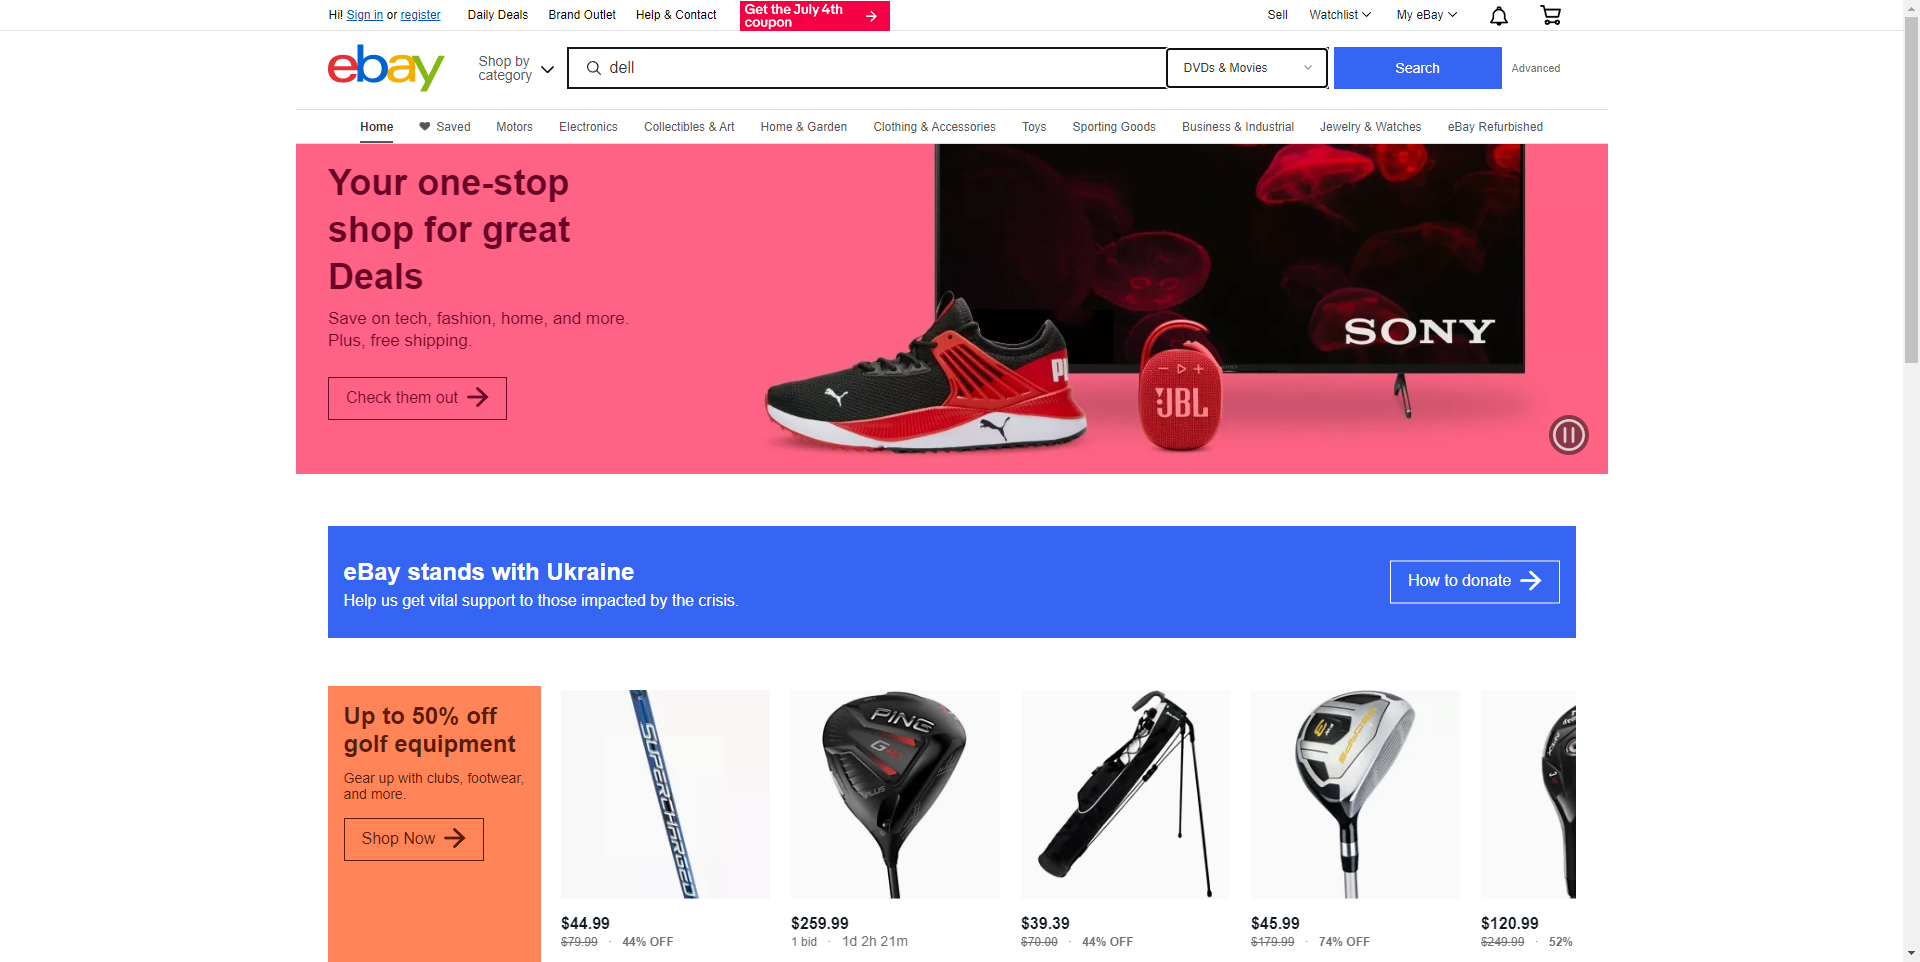 Hi! Sign in or register
Daily Deals
Brand Outlet
Help & Contact
Get the July 4th
coupon
Sell
Watchlist
My eBay
ebay
Shop by
category
dell
DVDs & Movies
Search
Advanced
Home
Saved
Motors
Electronics
Collectibles & Art
Home & Garden
Clothing & Accessories
Toys
Sporting Goods
Business & Industrial
Jewelry & Watches
eBay Refurbished
Your one-stop
shop for great
Deals
Save on tech, fashion, home, and more.
Plus, free shipping.
Check them out
SONY
JBL
eBay stands with Ukraine
Help us get vital support to those impacted by the crisis.
How to donate
Up to 50% off
golf equipment
Gear up with clubs, footwear,
and more.
Shop Now
SUPERCHARGED
PING
PLUS
$44.99
$79.99 · 44% OFF
$259.99
1 bid · 1d 2h 21m
$39.39
$70.00 · 44% OFF
$45.99
$179.99 · 74% OFF
$120.99
$249.99 · 52%